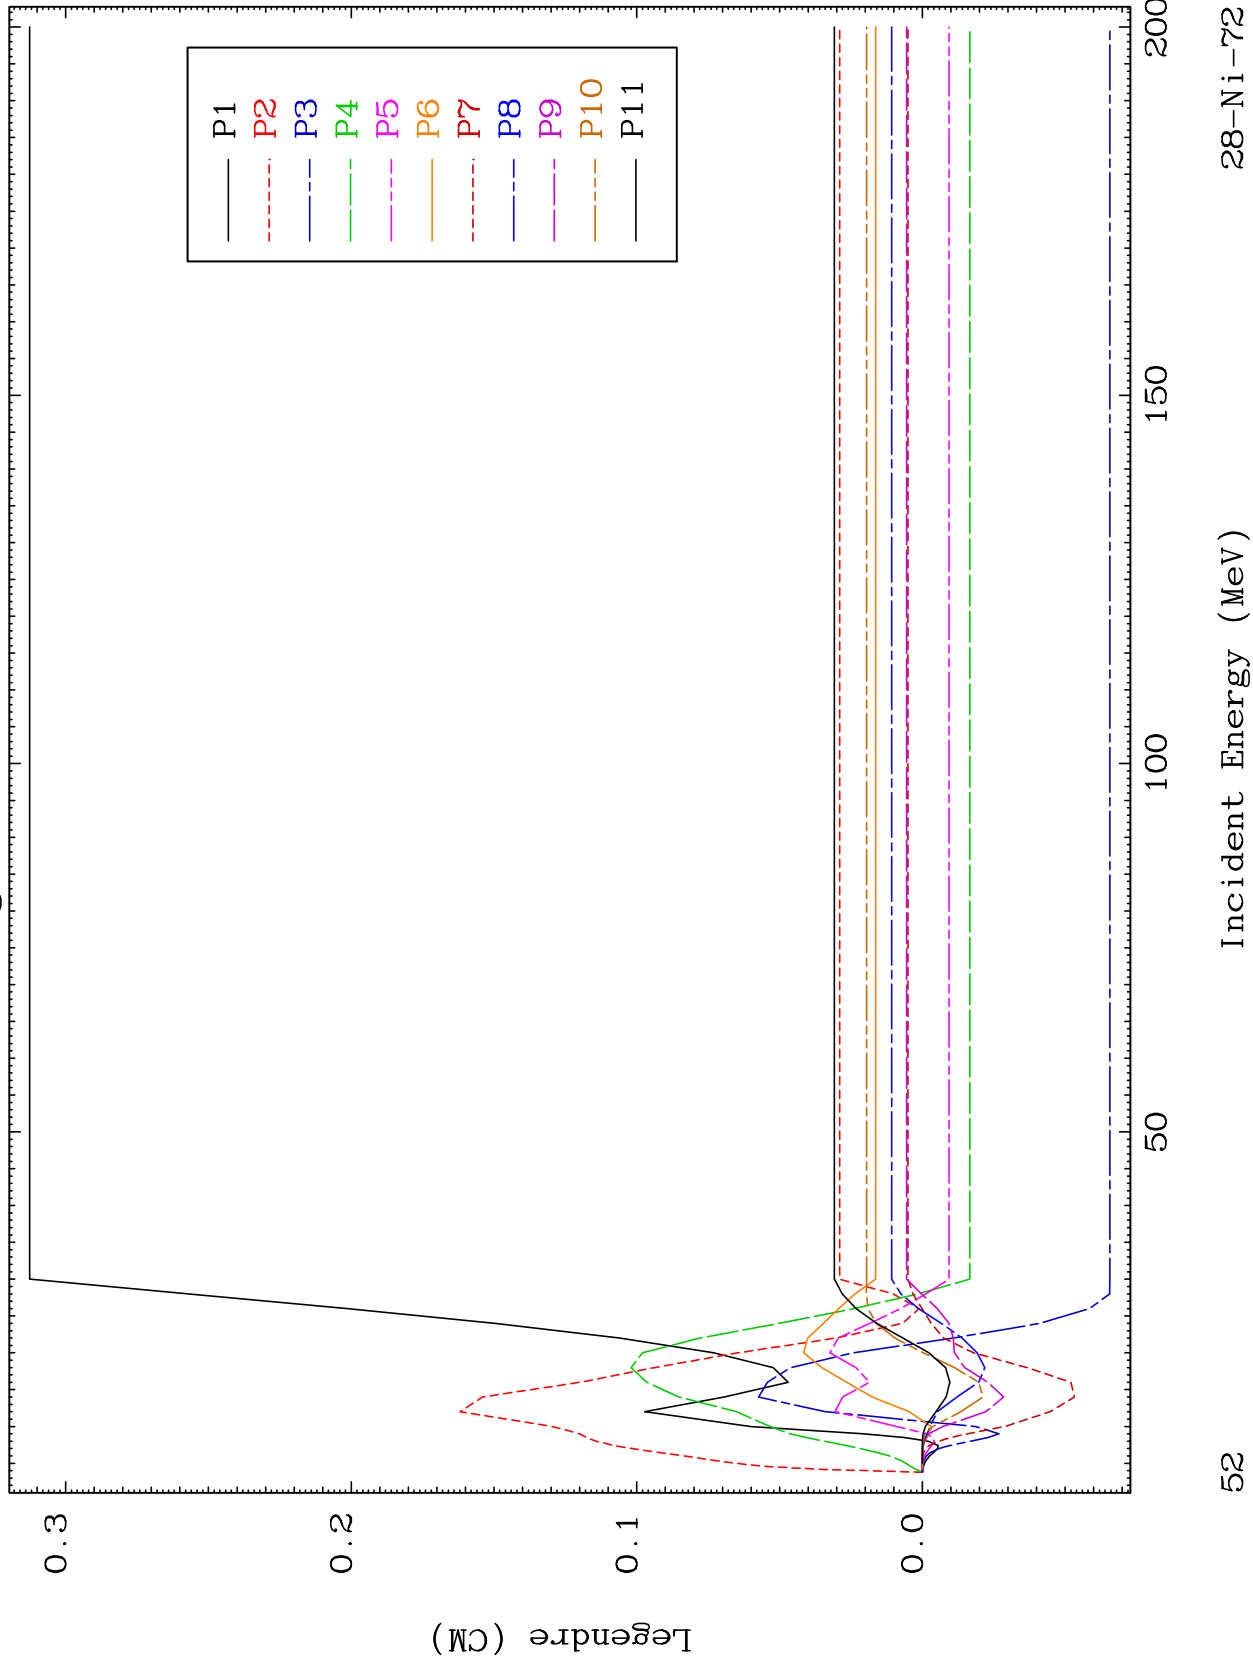 P1
P2
P3
P4
P5
P6
P7
P8
P9
P10
P11
0.3
0.2
0.1
0.0
Legendre (CM)
50
100
150
200
Incident Energy (MeV)
52
28-Ni-72